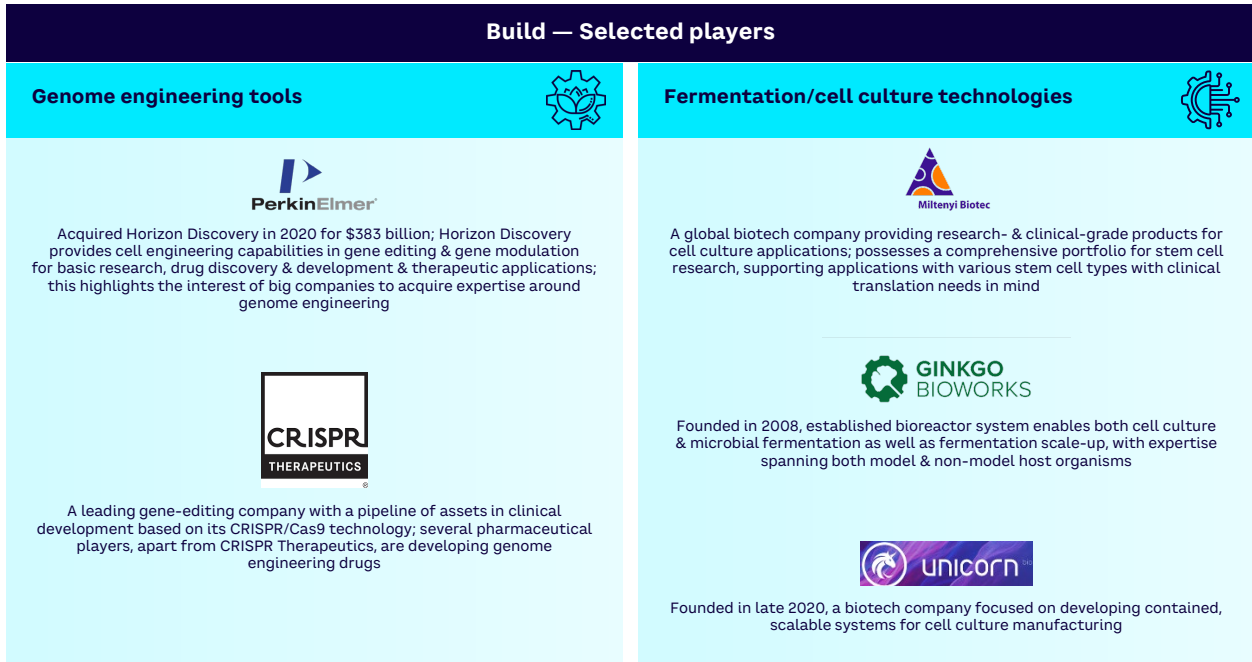 Build — Selected players
Genome engineering tools
PerkinElmer®
Acquired Horizon Discovery in 2020 for $383 billion; Horizon Discovery
provides cell engineering capabilities in gene editing & gene modulation
for basic research, drug discovery & development & therapeutic applications;
this highlights the interest of big companies to acquire expertise around
genome engineering
CRISPR
THERAPEUTICS
®
A leading gene-editing company with a pipeline of assets in clinical
development based on its CRISPR/Cas9 technology; several pharmaceutical
players, apart from CRISPR Therapeutics, are developing genome
engineering drugs
Fermentation/cell culture technologies
Miltenyi Biotec
A global biotech company providing research- & clinical-grade products for
cell culture applications; possesses a comprehensive portfolio for stem cell
research, supporting applications with various stem cell types with clinical
translation needs in mind
GINKGO
BIOWORKS
Founded in 2008, established bioreactor system enables both cell culture
& microbial fermentation as well as fermentation scale-up, with expertise
spanning both model & non-model host organisms
unicorn bio
Founded in late 2020, a biotech company focused on developing contained,
scalable systems for cell culture manufacturing